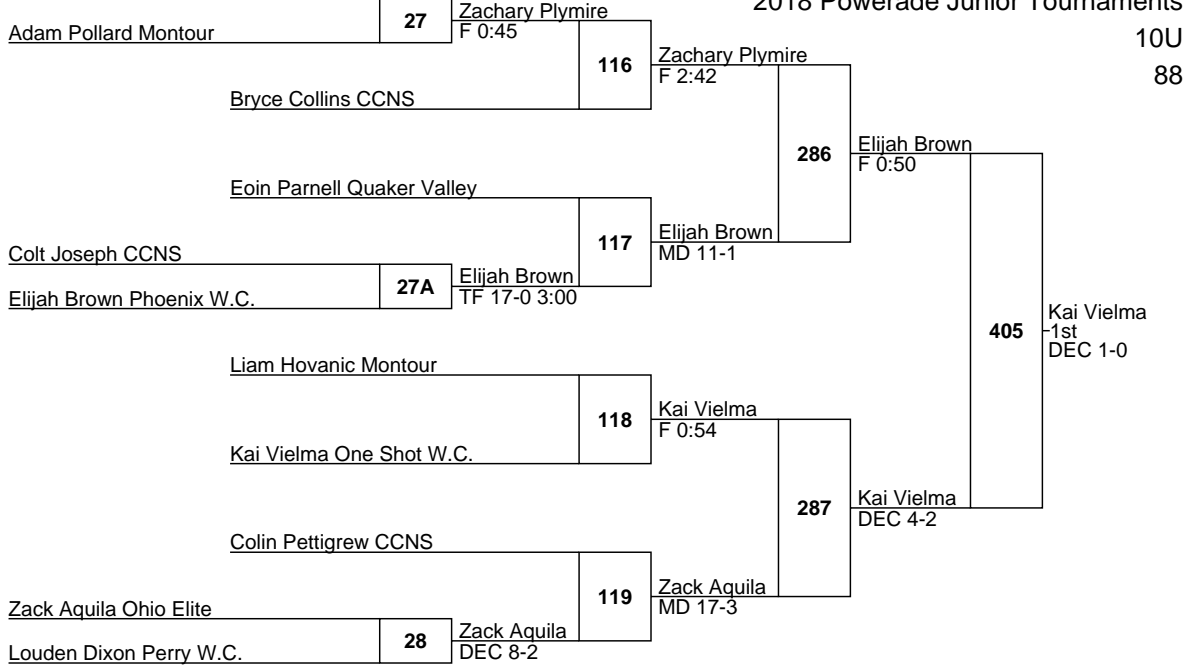 2018 Powerade Junior Tournaments
10U
88
Adam Pollard Montour
27
Zachary Plymire
F 0:45
Bryce Collins CCNS
116
Zachary Plymire
F 2:42
286
Elijah Brown
F 0:50
Eoin Parnell Quaker Valley
117
Elijah Brown
MD 11-1
Colt Joseph CCNS
Elijah Brown Phoenix W.C.
27A
Elijah Brown
TF 17-0 3:00
405
Kai Vielma
1st
DEC 1-0
Liam Hovanic Montour
118
Kai Vielma
F 0:54
Kai Vielma One Shot W.C.
287
Kai Vielma
DEC 4-2
Colin Pettigrew CCNS
119
Zack Aquila
MD 17-3
Zack Aquila Ohio Elite
Louden Dixon Perry W.C.
28
Zack Aquila
DEC 8-2